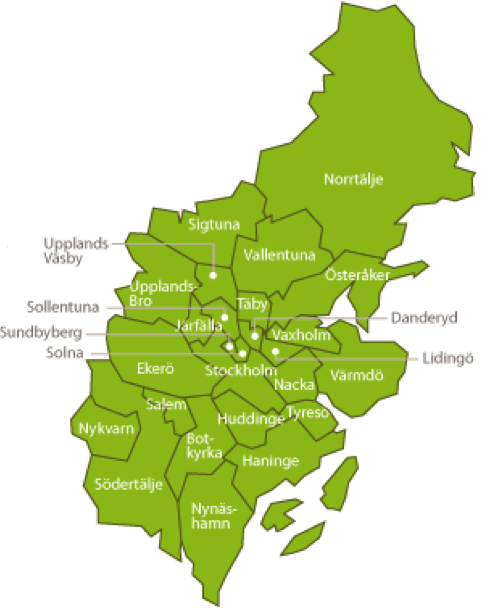 Norrtälje
Sigtuna
Upplands
Väsby
Vallentuna
Österåker
Upplands-
Bro
Täby
Sollentuna
Danderyd
Järfälla
Sundbyberg
Vaxholm
Solna
Lidingö
Ekerö
Stockholm
Värmdö
Nacka
Salem
Tyresö
Huddinge
Nykvarn
Bot-
kyrka
Haninge
Södertälje
Nynäs-
hamn